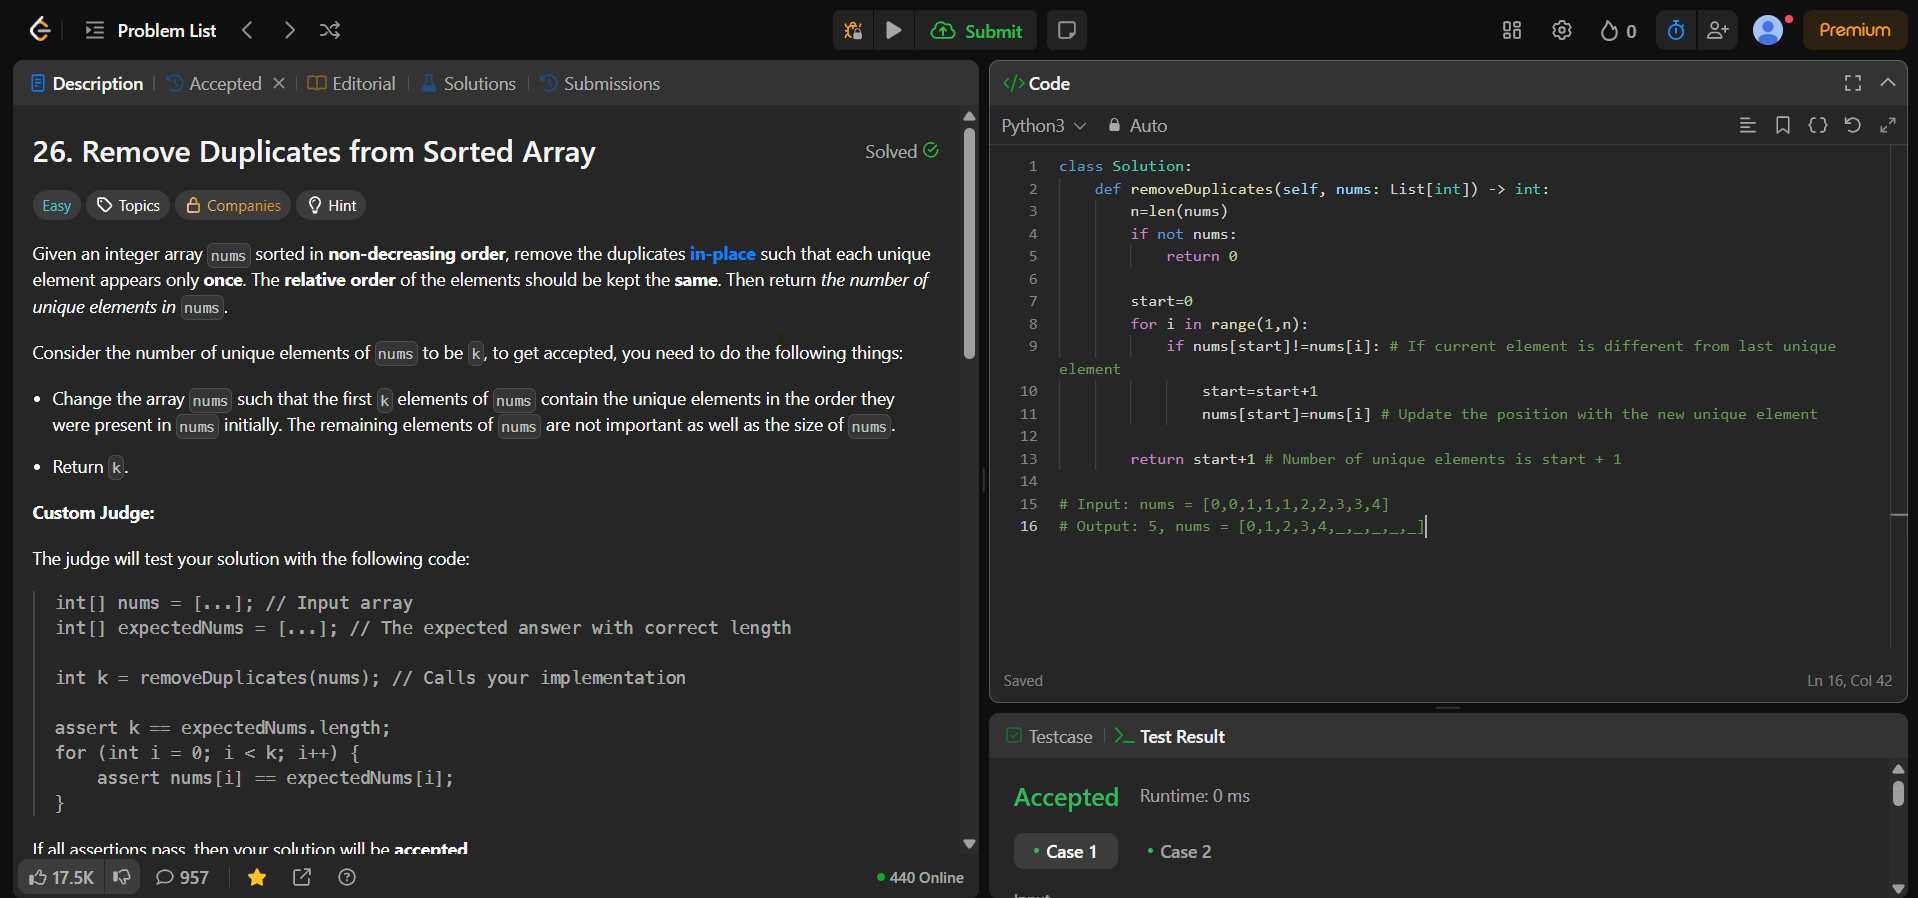 Problem List
Submit
0
Premium
Description
Accepted
Editorial
Solutions
Submissions
26. Remove Duplicates from Sorted Array
Solved
Easy
Topics
Companies
Hint
Given an integer array nums sorted in non-decreasing order, remove the duplicates in-place such that each unique
element appears only once. The relative order of the elements should be kept the same. Then return the number of
unique elements in nums.
Consider the number of unique elements of nums to be k, to get accepted, you need to do the following things:
• Change the array nums such that the first k elements of nums contain the unique elements in the order they
were present in nums initially. The remaining elements of nums are not important as well as the size of nums.
• Return k.
Custom Judge:
The judge will test your solution with the following code:
int[] nums = [...]; // Input array
int[] expectedNums = [...]; // The expected answer with correct length
int k = removeDuplicates(nums); // Calls your implementation
assert k == expectedNums.length;
for (int i = 0; i < k; i++) {
    assert nums[i] == expectedNums[i];
}
If all assertions pass, then your solution will be accepted
17.5K
957
440 Online
</> Code
Python3
Auto
1 class Solution:
2     def removeDuplicates(self, nums: List[int]) -> int:
3         n=len(nums)
4         if not nums:
5             return 0
6
7         start=0
8         for i in range(1,n):
9             if nums[start]!=nums[i]: # If current element is different from last unique
element
10                 start=start+1
11                 nums[start]=nums[i] # Update the position with the new unique element
12
13         return start+1 # Number of unique elements is start + 1
14
15 # Input: nums = [0,0,1,1,1,2,2,3,3,4]
16 # Output: 5, nums = [0,1,2,3,4,_,_,_,_,_]
Saved
Ln 16, Col 42
Testcase
Test Result
Accepted
Runtime: 0 ms
• Case 1
• Case 2
Input